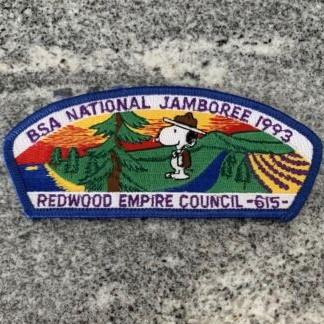 BSA NATIONAL JAMBOREE 1993
REDWOOD EMPIRE COUNCIL -615-